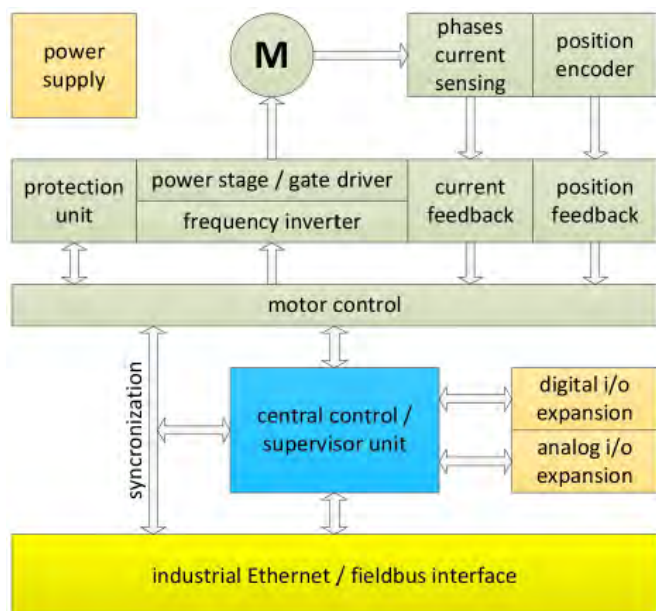 power
supply
M
phases
current
sensing
position
encoder
protection
unit
power stage / gate driver
frequency inverter
current
feedback
position
feedback
motor control
syncronization
central control /
supervisor unit
digital i/o
expansion
analog i/o
expansion
industrial Ethernet / fieldbus interface